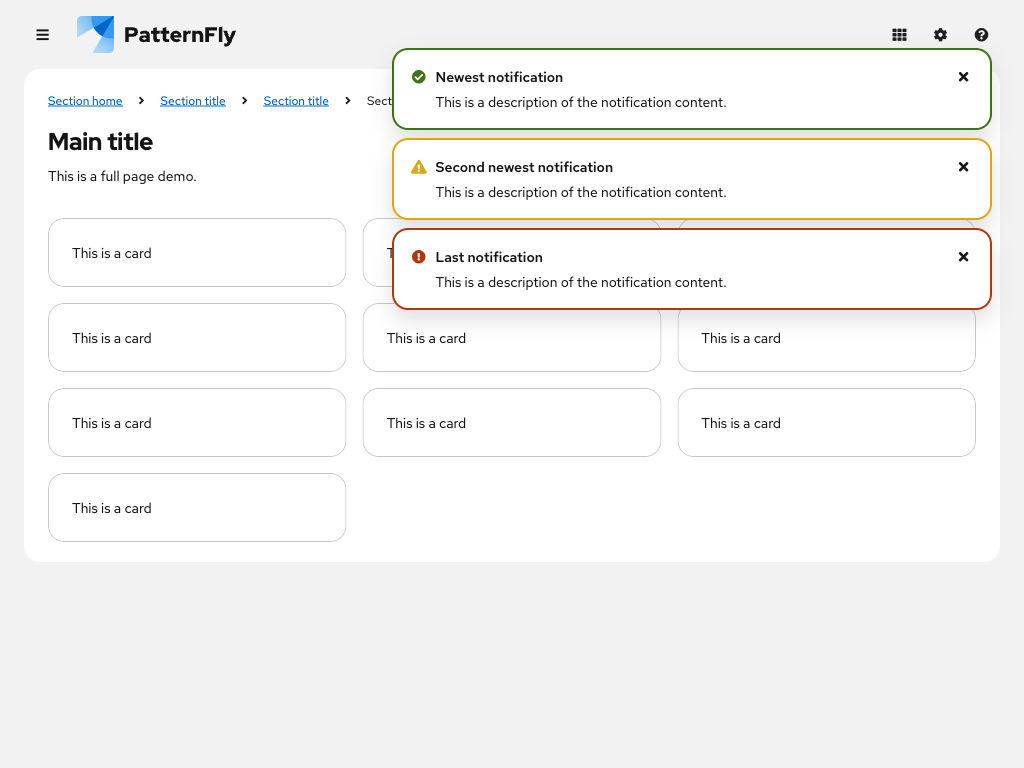 PatternFly
Section home
Section title
Section title
Main title
This is a full page demo.
Newest notification
This is a description of the notification content.
Second newest notification
This is a description of the notification content.
Last notification
This is a description of the notification content.
This is a card
This is a card
This is a card
This is a card
This is a card
This is a card
This is a card
This is a card